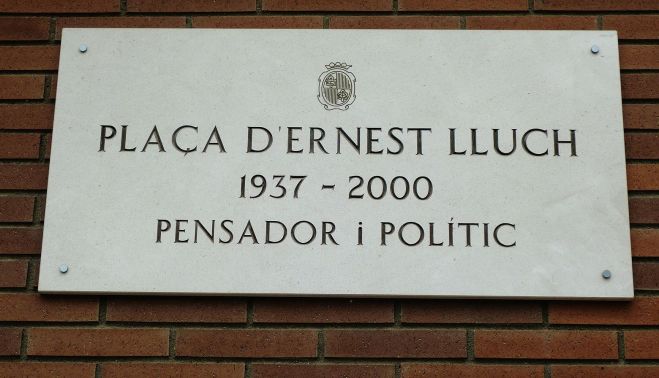 PLAÇA D'ERNEST LLUCH
1937 - 2000
PENSADOR i POLÍTIC